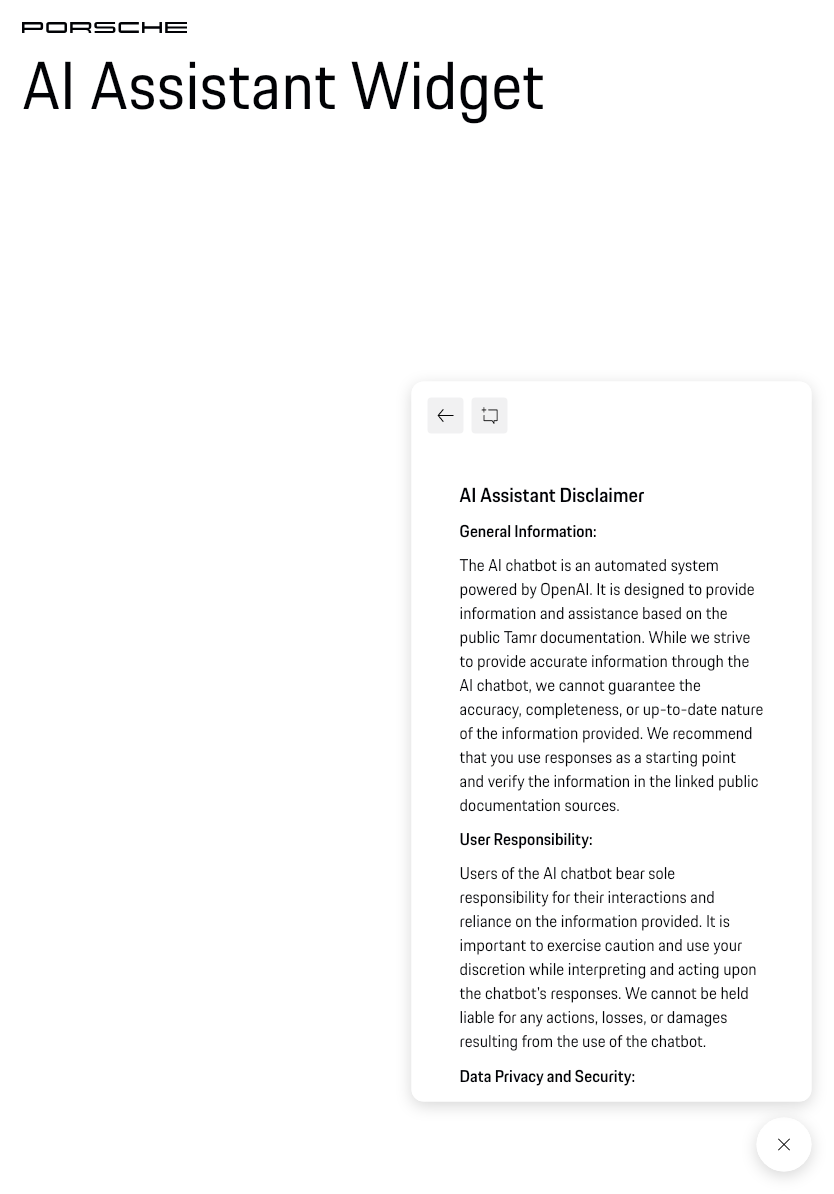 PORSCHE
AI Assistant Widget
AI Assistant Disclaimer
General Information:
The AI chatbot is an automated system
powered by OpenAI. It is designed to provide
information and assistance based on the
public Tamr documentation. While we strive
to provide accurate information through the
AI chatbot, we cannot guarantee the
accuracy, completeness, or up-to-date nature
of the information provided. We recommend
that you use responses as a starting point
and verify the information in the linked public
documentation sources.
User Responsibility:
Users of the AI chatbot bear sole
responsibility for their interactions and
reliance on the information provided. It is
important to exercise caution and use your
discretion while interpreting and acting upon
the chatbot's responses. We cannot be held
liable for any actions, losses, or damages
resulting from the use of the chatbot.
Data Privacy and Security: